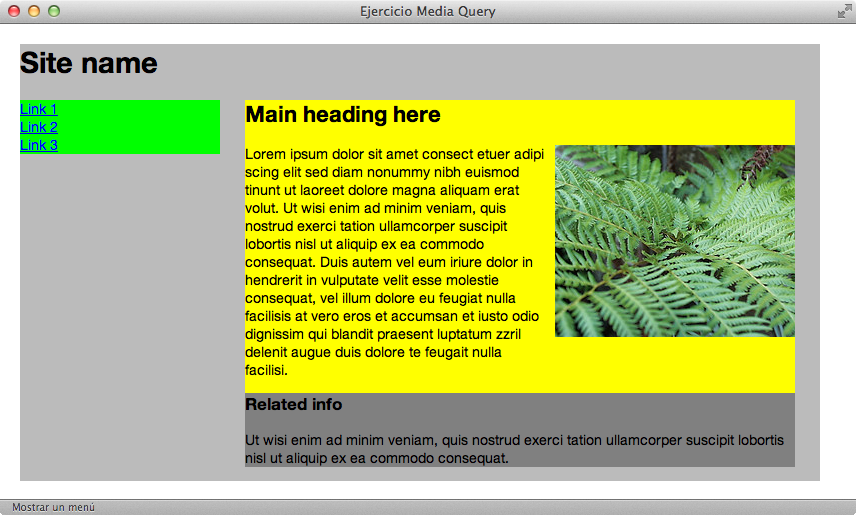 Ejercicio Media Query
Site name
Link 1
Link 2
Link 3
Main heading here
Lorem ipsum dolor sit amet consect etuer adipi
scing elit sed diam nonummy nibh euismod
tinunt ut laoreet dolore magna aliquam erat
volut. Ut wisi enim ad minim veniam, quis
nostrud exerci tation ullamcorper suscipit
lobortis nisl ut aliquip ex ea commodo
consequat. Duis autem vel eum iriure dolor in
hendrerit in vulputate velit esse molestie
consequat, vel illum dolore eu feugiat nulla
facilisis at vero eros et accumsan et iusto odio
dignissim qui blandit praesent luptatum zzril
delenit augue duis dolore te feugait nulla
facilisi.
Related info
Ut wisi enim ad minim veniam, quis nostrud exerci tation ullamcorper suscipit lobortis
nisl ut aliquip ex ea commodo consequat.
Mostrar un menú